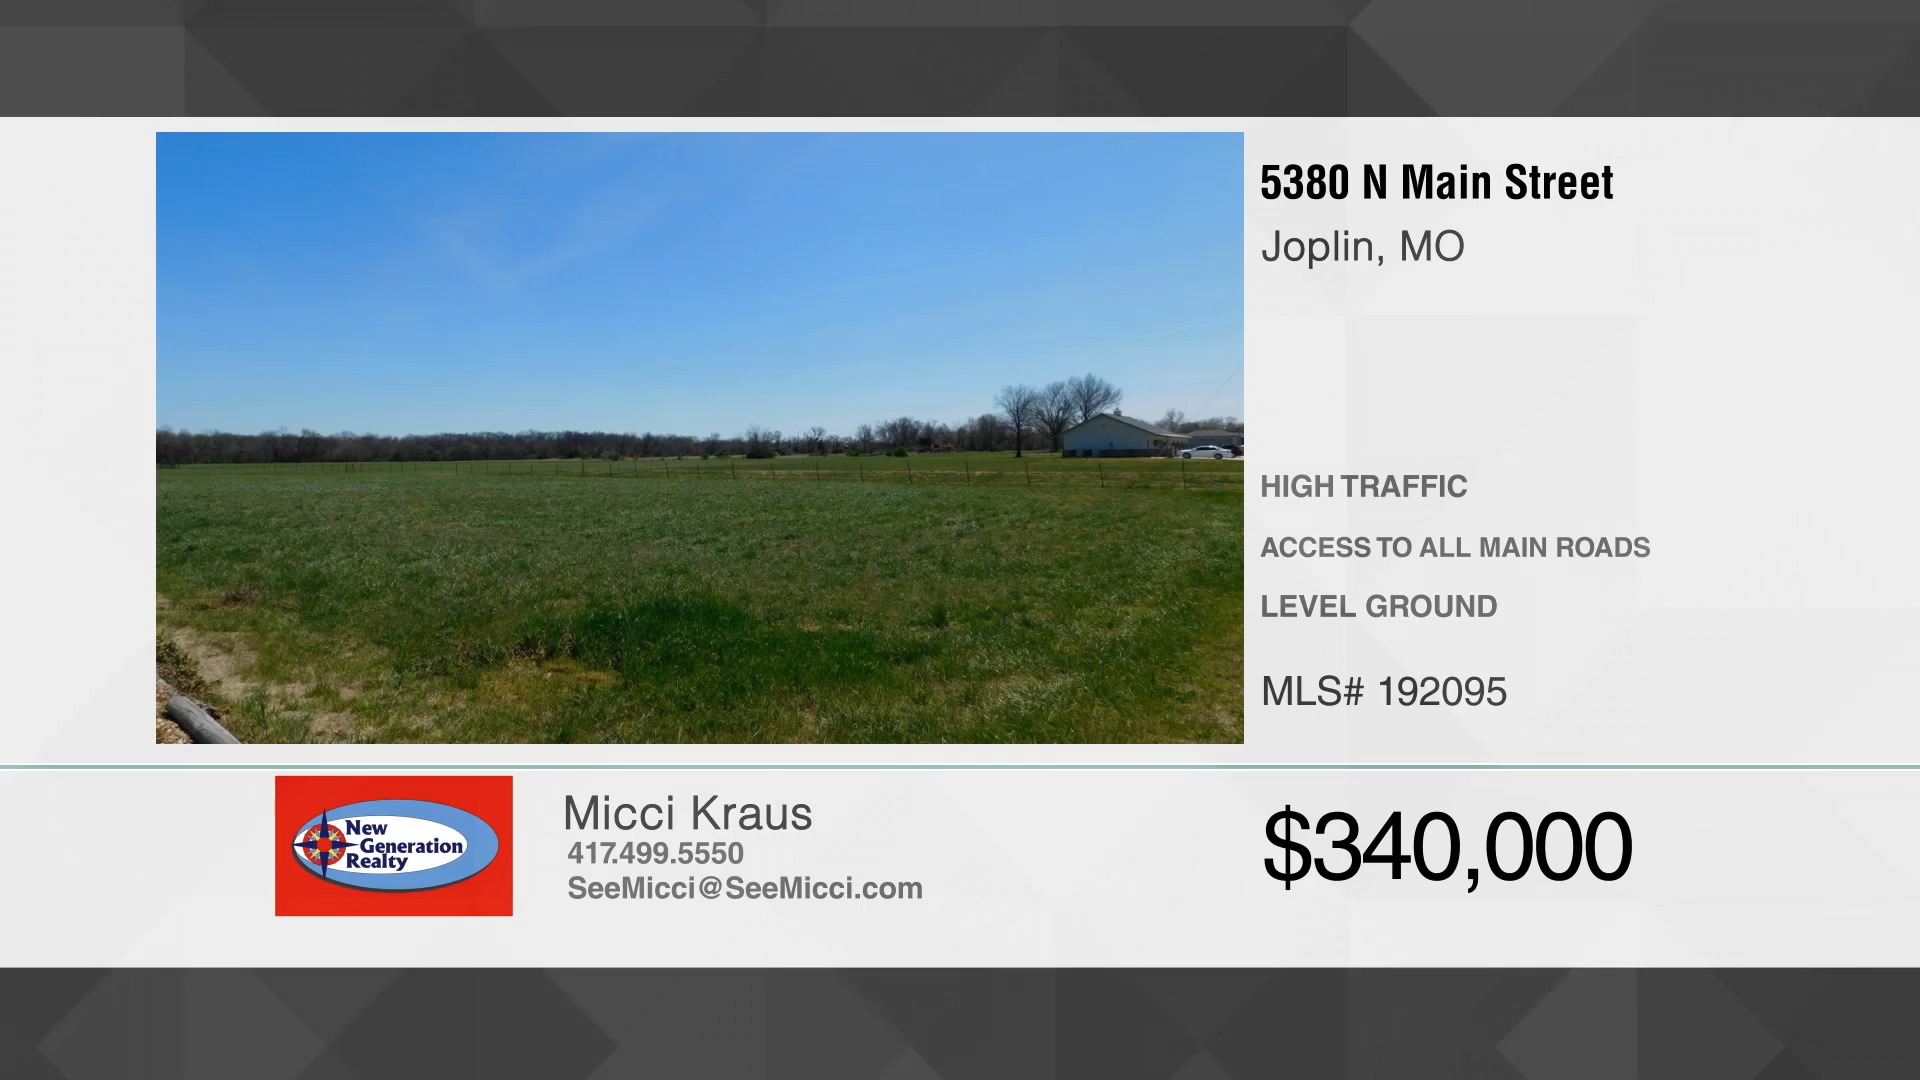 5380 N Main Street
Joplin, MO
HIGH TRAFFIC
ACCESS TO ALL MAIN ROADS
LEVEL GROUND
MLS# 192095
New
Generation
Realty
Micci Kraus
417.499.5550
SeeMicci@SeeMicci.com
$340,000